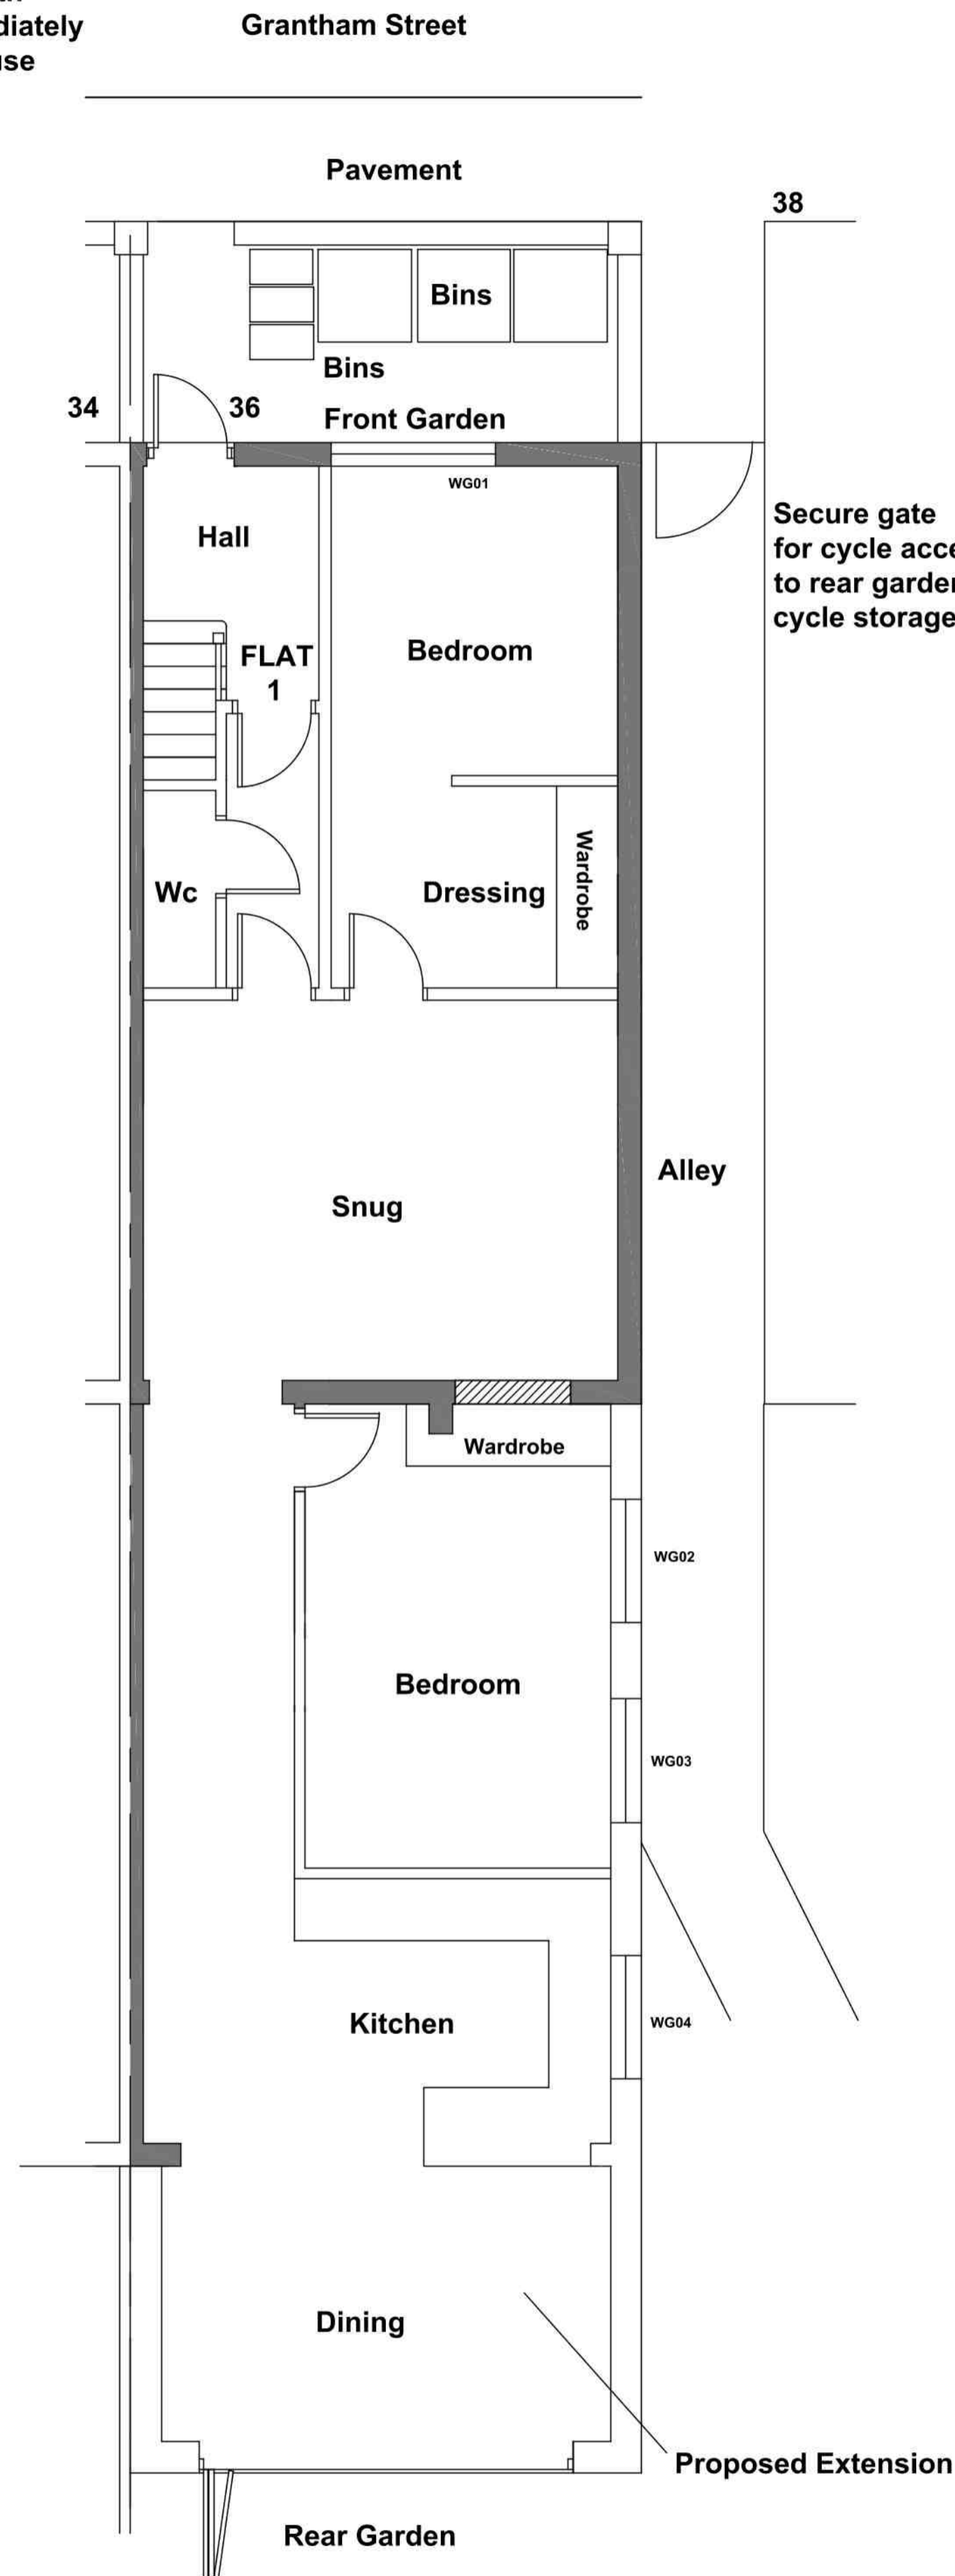 diately
use
Grantham Street
Pavement
38
Bins
Bins
34
36
Front Garden
WG01
Hall
Secure gate
for cycle acce
to rear garden
cycle storage
FLAT
1
Bedroom
Wc
Dressing
Wardrobe
Alley
Snug
Wardrobe
WG02
Bedroom
WG03
Kitchen
WG04
Dining
Proposed Extension
Rear Garden